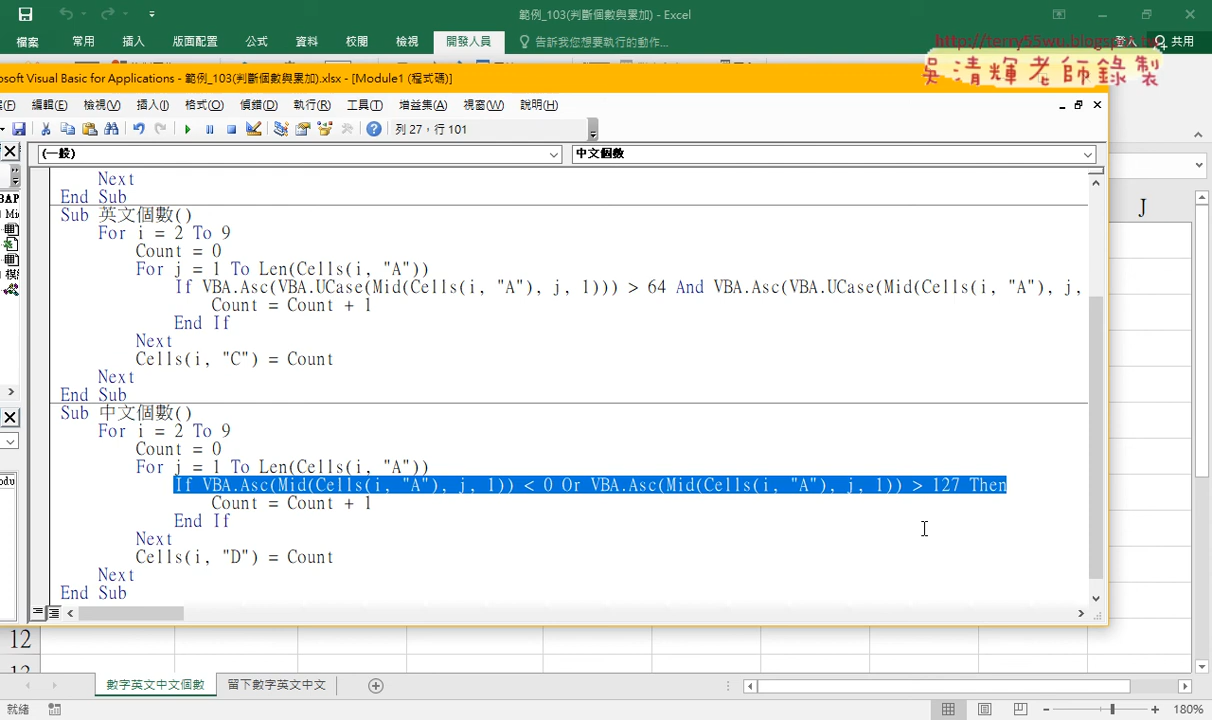 範例_103(判斷個數與累加) - Excel
檔案 常用 插入 版面配置 公式 資料 校閱 檢視 開發人員 告訴我您想要執行的動作... 登入 共用
http://terry55wu.blogspot.tw
吳清輝老師錄製
osoft Visual Basic for Applications - 範例_103(判斷個數與累加).xlsx - [Module1 (程式碼)]
(F) 編輯(E) 檢視(V) 插入(I) 格式(O) 偵錯(D) 執行(R) 工具(T) 增益集(A) 視窗(W) 說明(H)
列 27，行 101
(一般) 中文個數
Next
End Sub
Sub 英文個數()
For i = 2 To 9
Count = 0
For j = 1 To Len(Cells(i, "A"))
If VBA.Asc(VBA.UCase(Mid(Cells(i, "A"), j, 1))) > 64 And VBA.Asc(VBA.UCase(Mid(Cells(i, "A"), j,
Count = Count + 1
End If
Next
Cells(i, "C") = Count
Next
End Sub
Sub 中文個數()
For i = 2 To 9
Count = 0
For j = 1 To Len(Cells(i, "A"))
If VBA.Asc(Mid(Cells(i, "A"), j, 1)) < 0 Or VBA.Asc(Mid(Cells(i, "A"), j, 1)) > 127 Then
Count = Count + 1
End If
Next
Cells(i, "D") = Count
Next
End Sub
J
12
數字英文中文個數 留下數字英文中文
就緒 180%